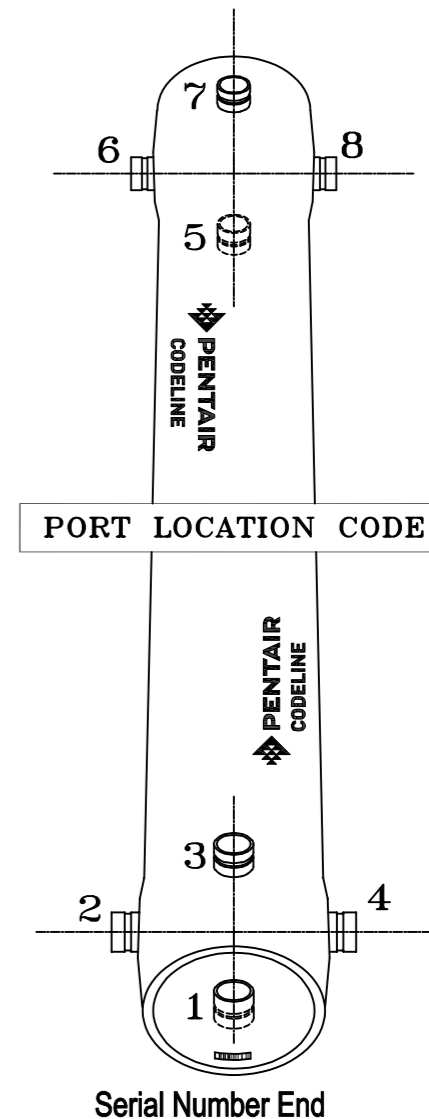 7
6
8
5
PENTAIR
CODELINE
PORT LOCATION CODE
PENTAIR
CODELINE
3
2
4
1
Serial Number End